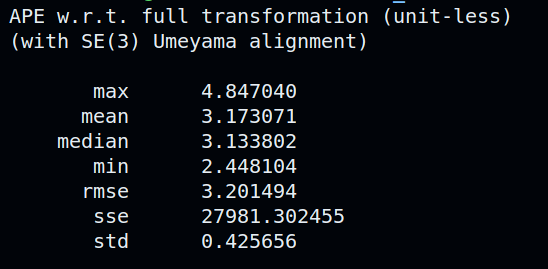 APE w.r.t. full transformation (unit-less)
(with SE(3) Umeyama alignment)
max 4.847040
mean 3.173071
median 3.133802
min 2.448104
rmse 3.201494
sse 27981.302455
std 0.425656